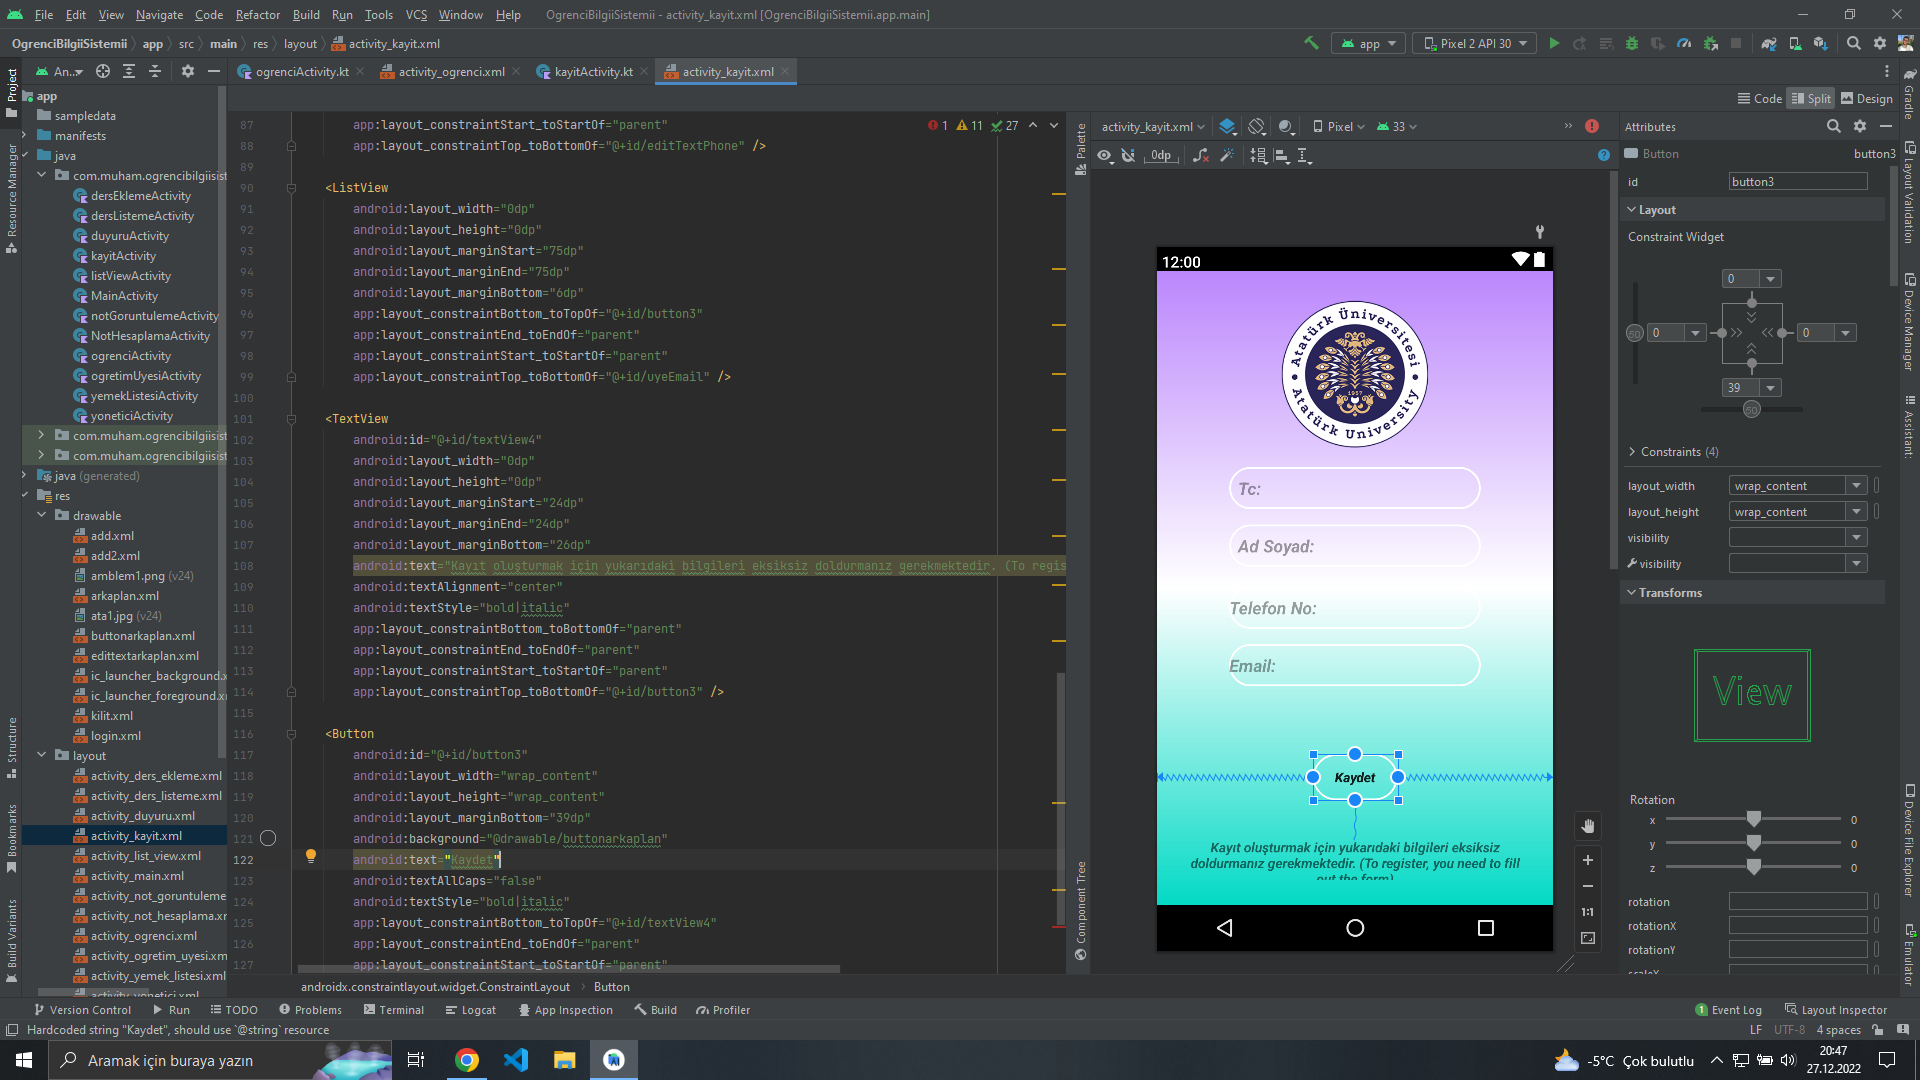 File Edit View Navigate Code Refactor Build Run Tools VCS Window Help OgrenciBilgiiSistemii - activity_kayit.xml [OgrenciBilgiiSistemii.app.main]
OgrenciBilgiiSistemii app src main res layout activity_kayit.xml
app Pixel 2 API 30
An... ogrenciActivity.kt activity_ogrenci.xml kayitActivity.kt activity_kayit.xml
Code Split Design
Project
Resource Manager
Structure
Bookmarks
Build Variants
app
sampledata
manifests
java
com.muham.ogrencibilgiisist
dersEklemeActivity
dersListemeActivity
duyuruActivity
kayitActivity
listViewActivity
MainActivity
notGoruntulemeActivity
NotHesaplamaActivity
ogrenciActivity
ogretimUyesiActivity
yemekListesiActivity
yoneticiActivity
com.muham.ogrencibilgiisist
com.muham.ogrencibilgiisist
java (generated)
res
drawable
add.xml
add2.xml
amblem1.png (v24)
arkaplan.xml
ata1.jpg (v24)
buttonarkaplan.xml
edittextarkaplan.xml
ic_launcher_background.x
ic_launcher_foreground.x
kilit.xml
login.xml
layout
activity_ders_ekleme.xml
activity_ders_listeme.xml
activity_duyuru.xml
activity_kayit.xml
activity_list_view.xml
activity_main.xml
activity_not_goruntuleme
activity_not_hesaplama.xr
activity_ogrenci.xml
activity_ogretim_uyesi.xm
activity_yemek_listesi.xml
activity_yonetici.xml
1 11 27
87 app:layout_constraintStart_toStartOf="parent"
88 app:layout_constraintTop_toBottomOf="@+id/editTextPhone" />
89
90 <ListView
91 android:layout_width="0dp"
92 android:layout_height="0dp"
93 android:layout_marginStart="75dp"
94 android:layout_marginEnd="75dp"
95 android:layout_marginBottom="6dp"
96 app:layout_constraintBottom_toTopOf="@+id/button3"
97 app:layout_constraintEnd_toEndOf="parent"
98 app:layout_constraintStart_toStartOf="parent"
99 app:layout_constraintTop_toBottomOf="@+id/uyeEmail" />
100
101 <TextView
102 android:id="@+id/textView4"
103 android:layout_width="0dp"
104 android:layout_height="0dp"
105 android:layout_marginStart="24dp"
106 android:layout_marginEnd="24dp"
107 android:layout_marginBottom="26dp"
108 android:text="Kayıt oluşturmak için yukarıdaki bilgileri eksiksiz doldurmanız gerekmektedir. (To regis
109 android:textAlignment="center"
110 android:textStyle="bold|italic"
111 app:layout_constraintBottom_toBottomOf="parent"
112 app:layout_constraintEnd_toEndOf="parent"
113 app:layout_constraintStart_toStartOf="parent"
114 app:layout_constraintTop_toBottomOf="@+id/button3" />
115
116 <Button
117 android:id="@+id/button3"
118 android:layout_width="wrap_content"
119 android:layout_height="wrap_content"
120 android:layout_marginBottom="39dp"
121 android:background="@drawable/buttonarkaplan"
122 android:text="Kaydet"
123 android:textAllCaps="false"
124 android:textStyle="bold|italic"
125 app:layout_constraintBottom_toTopOf="@+id/textView4"
126 app:layout_constraintEnd_toEndOf="parent"
127 app:layout_constraintStart_toStartOf="parent"
androidx.constraintlayout.widget.ConstraintLayout Button
Palette
Component Tree
activity_kayit.xml Pixel 33
0dp
12:00
Atatürk Üniversitesi
1957
Atatürk University
Tc:
Ad Soyad:
Telefon No:
Email:
Kaydet
Kayıt oluşturmak için yukarıdaki bilgileri eksiksiz
doldurmanız gerekmektedir. (To register, you need to fill
out the form)
1:1
Attributes
Button button3
id button3
Layout
Constraint Widget
0
50 0 0
39
50
Constraints (4)
layout_width wrap_content
layout_height wrap_content
visibility
visibility
Transforms
View
Rotation
x 0
y 0
z 0
rotation
rotationX
rotationY
scaleX
Gradle
Layout Validation
Device Manager
Assistant:
Device File Explorer
Emulator
Version Control Run TODO Problems Terminal Logcat App Inspection Build Profiler 1 Event Log Layout Inspector
Hardcoded string "Kaydet", should use `@string` resource LF UTF-8 4 spaces
Aramak için buraya yazın -5°C Çok bulutlu 20:47
27.12.2022